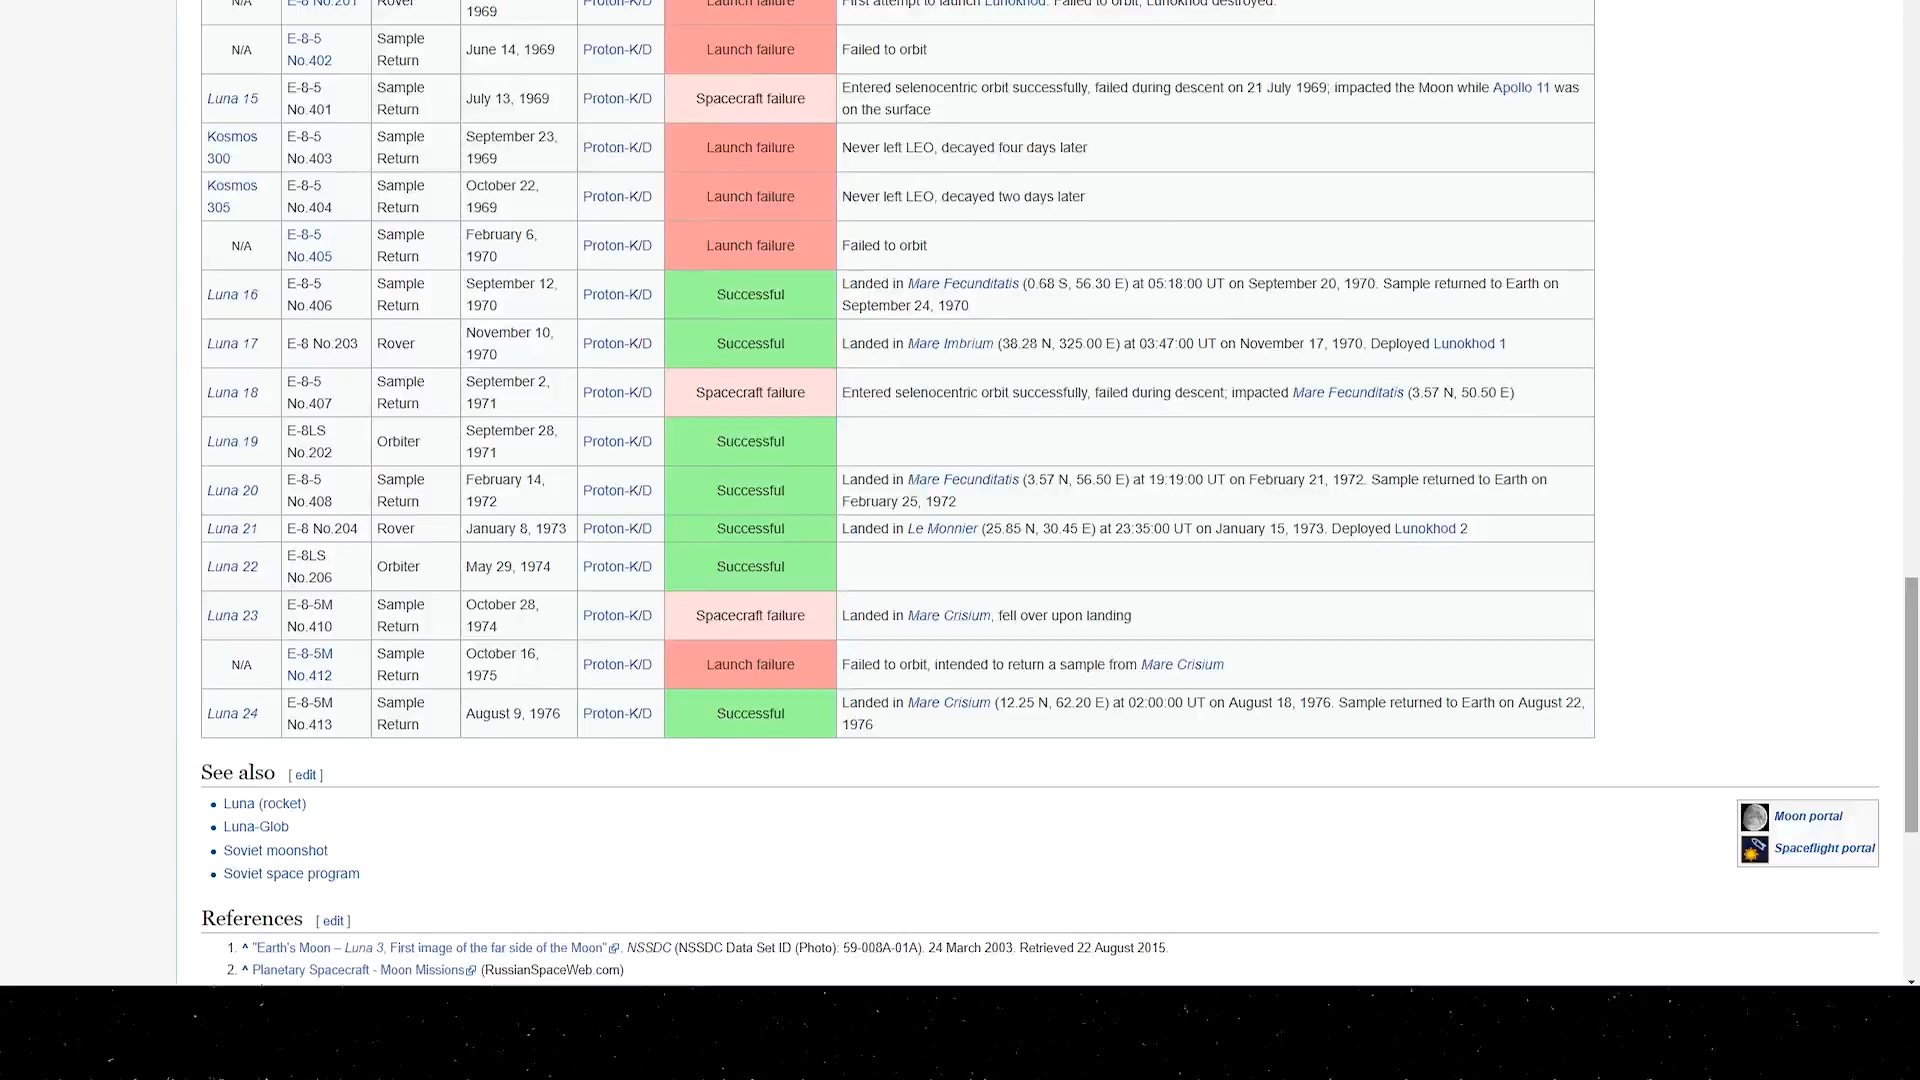 N/A E-8 No.201 Rover 1969 Proton-K/D Launch failure First attempt to launch Lunokhod. Failed to orbit, Lunokhod destroyed.
N/A E-8-5 No.402 Sample Return June 14, 1969 Proton-K/D Launch failure Failed to orbit
Luna 15 E-8-5 No.401 Sample Return July 13, 1969 Proton-K/D Spacecraft failure Entered selenocentric orbit successfully, failed during descent on 21 July 1969; impacted the Moon while Apollo 11 was on the surface
Kosmos 300 E-8-5 No.403 Sample Return September 23, 1969 Proton-K/D Launch failure Never left LEO, decayed four days later
Kosmos 305 E-8-5 No.404 Sample Return October 22, 1969 Proton-K/D Launch failure Never left LEO, decayed two days later
N/A E-8-5 No.405 Sample Return February 6, 1970 Proton-K/D Launch failure Failed to orbit
Luna 16 E-8-5 No.406 Sample Return September 12, 1970 Proton-K/D Successful Landed in Mare Fecunditatis (0.68 S, 56.30 E) at 05:18:00 UT on September 20, 1970. Sample returned to Earth on September 24, 1970
Luna 17 E-8 No.203 Rover November 10, 1970 Proton-K/D Successful Landed in Mare Imbrium (38.28 N, 325.00 E) at 03:47:00 UT on November 17, 1970. Deployed Lunokhod 1
Luna 18 E-8-5 No.407 Sample Return September 2, 1971 Proton-K/D Spacecraft failure Entered selenocentric orbit successfully, failed during descent; impacted Mare Fecunditatis (3.57 N, 50.50 E)
Luna 19 E-8LS No.202 Orbiter September 28, 1971 Proton-K/D Successful
Luna 20 E-8-5 No.408 Sample Return February 14, 1972 Proton-K/D Successful Landed in Mare Fecunditatis (3.57 N, 56.50 E) at 19:19:00 UT on February 21, 1972. Sample returned to Earth on February 25, 1972
Luna 21 E-8 No.204 Rover January 8, 1973 Proton-K/D Successful Landed in Le Monnier (25.85 N, 30.45 E) at 23:35:00 UT on January 15, 1973. Deployed Lunokhod 2
Luna 22 E-8LS No.206 Orbiter May 29, 1974 Proton-K/D Successful
Luna 23 E-8-5M No.410 Sample Return October 28, 1974 Proton-K/D Spacecraft failure Landed in Mare Crisium, fell over upon landing
N/A E-8-5M No.412 Sample Return October 16, 1975 Proton-K/D Launch failure Failed to orbit, intended to return a sample from Mare Crisium
Luna 24 E-8-5M No.413 Sample Return August 9, 1976 Proton-K/D Successful Landed in Mare Crisium (12.25 N, 62.20 E) at 02:00:00 UT on August 18, 1976. Sample returned to Earth on August 22, 1976
See also [ edit ]
Luna (rocket)
Luna-Glob
Soviet moonshot
Soviet space program
Moon portal
Spaceflight portal
References [ edit ]
1. ^ "Earth's Moon – Luna 3, First image of the far side of the Moon". NSSDC (NSSDC Data Set ID (Photo): 59-008A-01A). 24 March 2003. Retrieved 22 August 2015.
2. ^ Planetary Spacecraft - Moon Missions (RussianSpaceWeb.com)